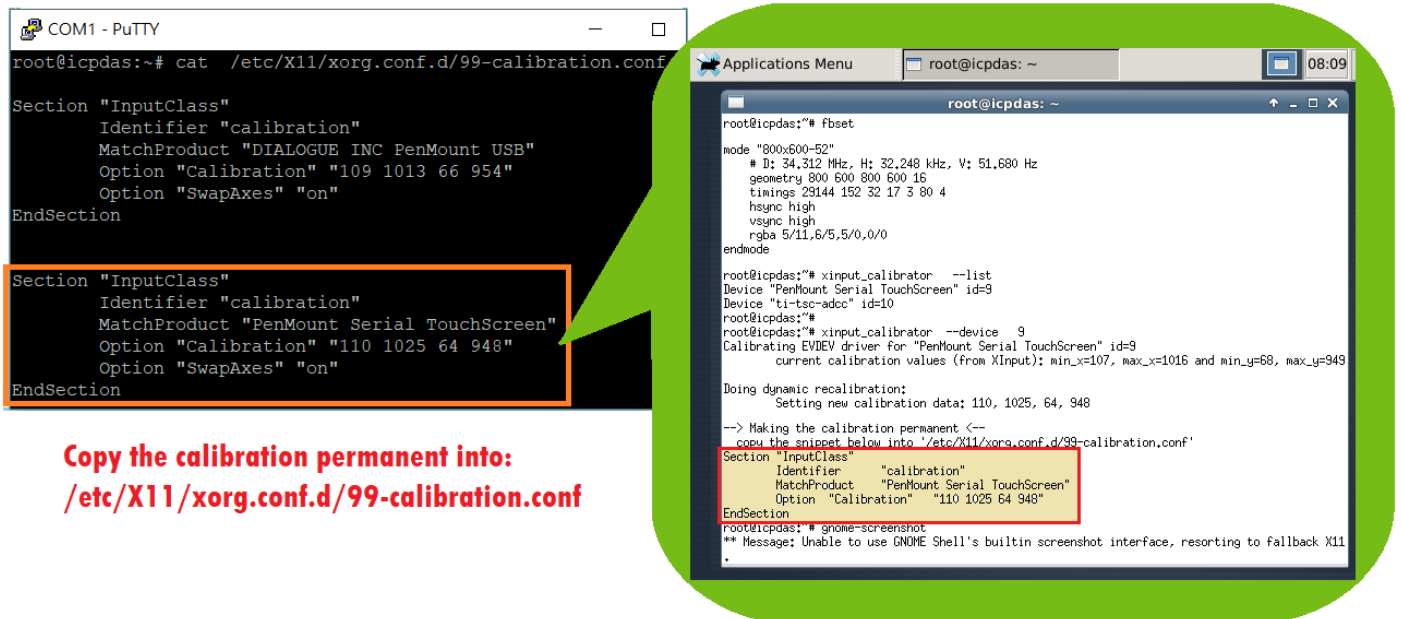 COM1 - PuTTY
root@icpdas:~# cat  /etc/X11/xorg.conf.d/99-calibration.conf
Section "InputClass"
        Identifier "calibration"
        MatchProduct "DIALOGUE INC PenMount USB"
        Option "Calibration" "109 1013 66 954"
        Option "SwapAxes" "on"
EndSection
Section "InputClass"
        Identifier "calibration"
        MatchProduct "PenMount Serial TouchScreen"
        Option "Calibration" "110 1025 64 948"
        Option "SwapAxes" "on"
EndSection
Copy the calibration permanent into:
/etc/X11/xorg.conf.d/99-calibration.conf
Applications Menu
root@icpdas: ~
08:09
root@icpdas: ~
root@icpdas:~# fbset
mode "800x600-52"
    # D: 34.312 MHz, H: 32.248 kHz, V: 51.680 Hz
    geometry 800 600 800 600 16
    timings 29144 152 32 17 3 80 4
    hsync high
    vsync high
    rgba 5/11,6/5,5/0,0/0
endmode
root@icpdas:~# xinput_calibrator   --list
Device "PenMount Serial TouchScreen" id=9
Device "ti-tsc-adcc" id=10
root@icpdas:~#
root@icpdas:~# xinput_calibrator  --device   9
Calibrating EVDEV driver for "PenMount Serial TouchScreen" id=9
        current calibration values (from XInput): min_x=107, max_x=1016 and min_y=68, max_y=949
Doing dynamic recalibration:
        Setting new calibration data: 110, 1025, 64, 948
--> Making the calibration permanent <--
  copy the snippet below into '/etc/X11/xorg.conf.d/99-calibration.conf'
Section "InputClass"
        Identifier      "calibration"
        MatchProduct    "PenMount Serial TouchScreen"
        Option  "Calibration"   "110 1025 64 948"
EndSection
root@icpdas:~# gnome-screenshot
** Message: Unable to use GNOME Shell's builtin screenshot interface, resorting to fallback X11
.